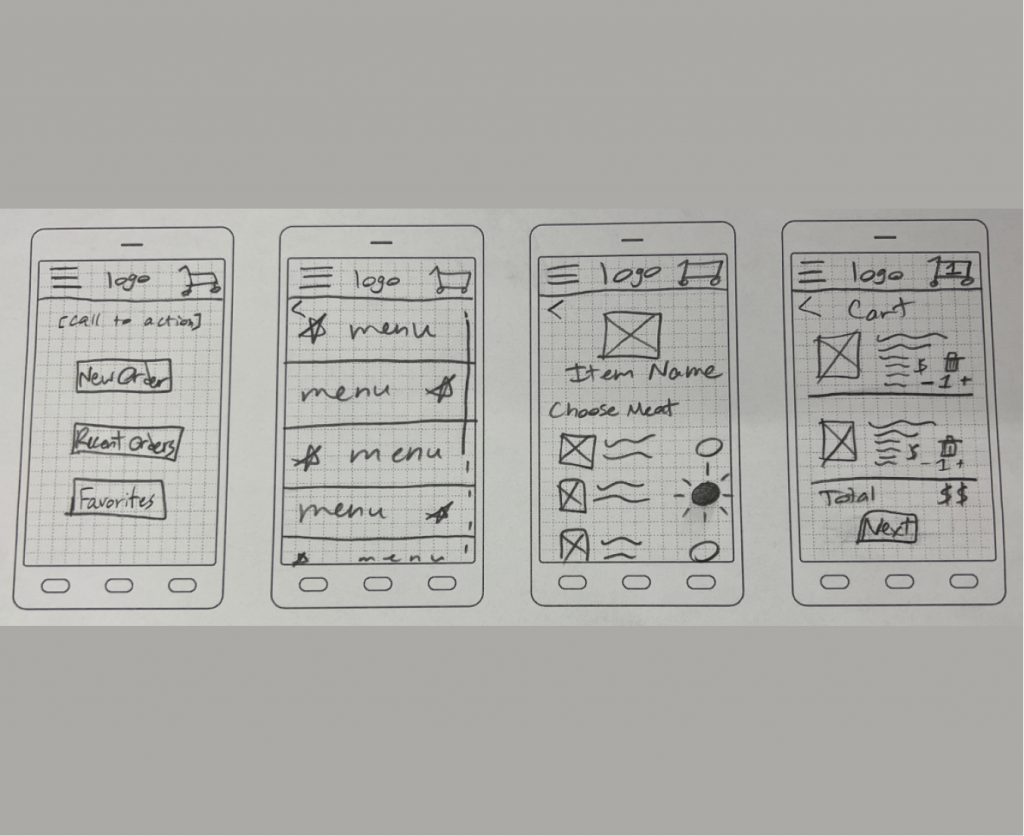 logo
[call to action]
New Order
Recent Orders
Favorites
logo
menu
menu
menu
menu
menu
logo
Item Name
Choose Meat
logo 1
Cart
$
- 1 +
$
- 1 +
Total $$
Next